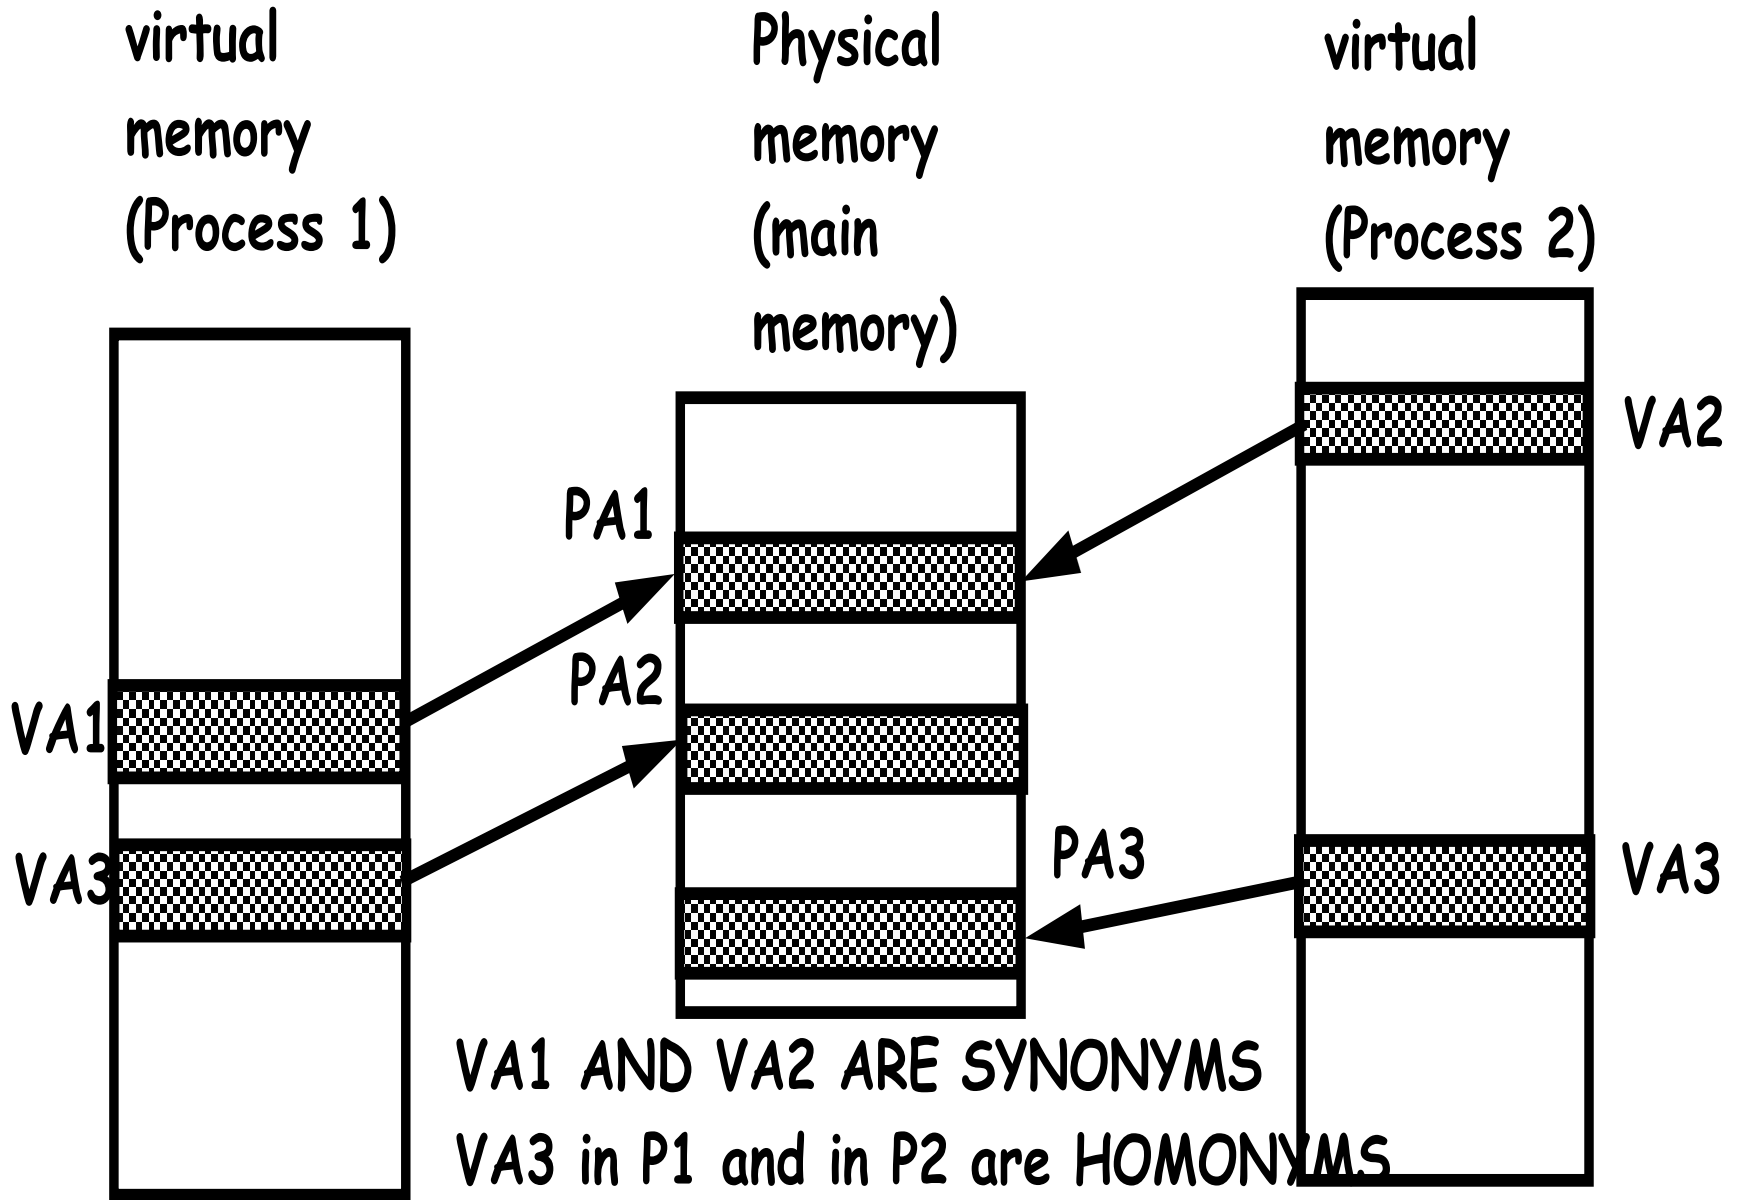 virtual
memory
(Process 1)
Physical
memory
(main
memory)
virtual
memory
(Process 2)
VA2
PA1
PA2
VA1
VA3
PA3
VA3
VA1 AND VA2 ARE SYNONYMS
VA3 in P1 and in P2 are HOMONYMS